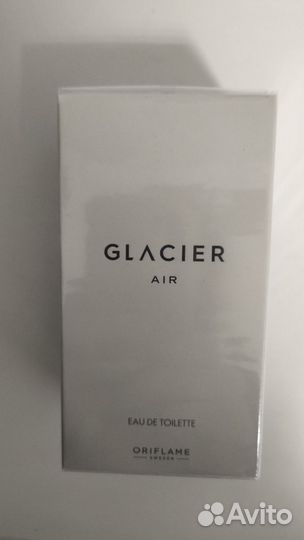 GLACIER
AIR
EAU DE TOILETTE
ORIFLAME
SWEDEN
Avito